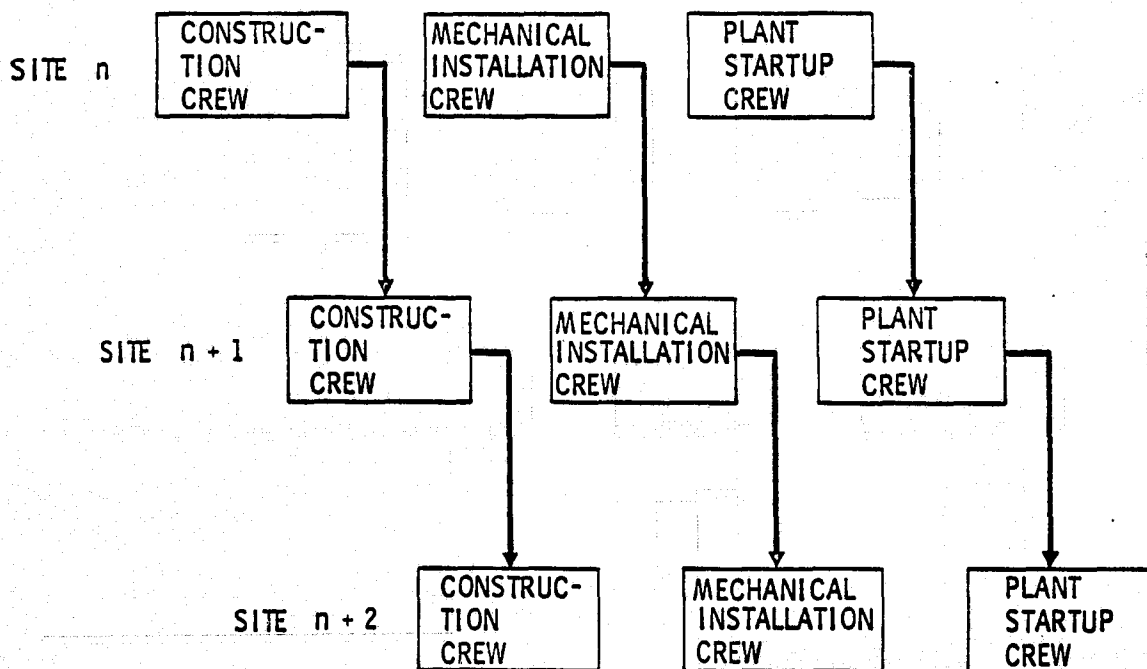 SITE n
CONSTRUC-
TION
CREW
MECHANICAL
INSTALLATION
CREW
PLANT
STARTUP
CREW
SITE n + 1
CONSTRUC-
TION
CREW
MECHANICAL
INSTALLATION
CREW
PLANT
STARTUP
CREW
SITE n + 2
CONSTRUC-
TION
CREW
MECHANICAL
INSTALLATION
CREW
PLANT
STARTUP
CREW